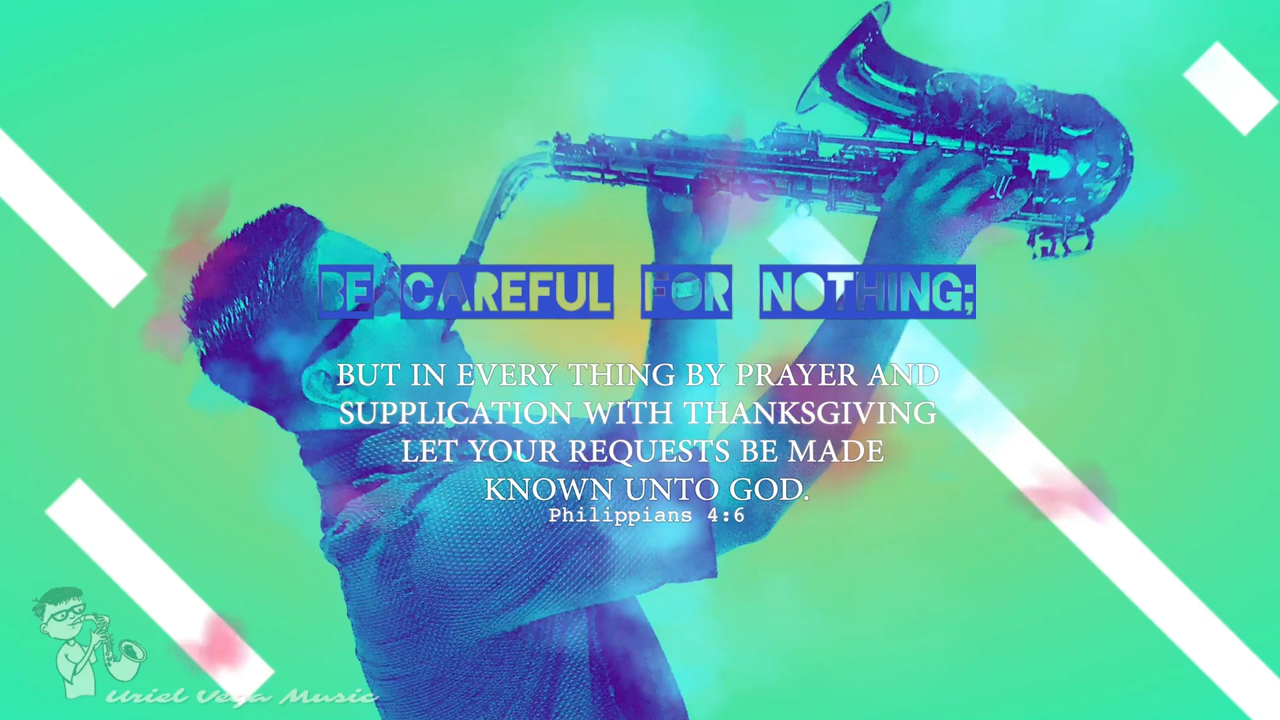 BE CAREFUL FOR NOTHING;
BUT IN EVERY THING BY PRAYER AND
SUPPLICATION WITH THANKSGIVING
LET YOUR REQUESTS BE MADE
KNOWN UNTO GOD.
Philippians 4:6
Uriel Vega Music